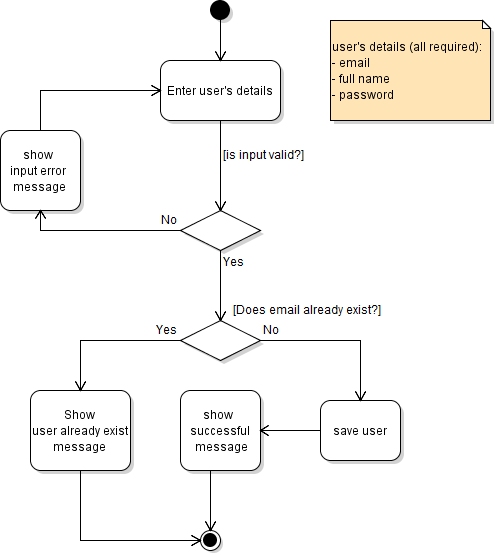 user's details (all required):
- email
- full name
- password
Enter user's details
[is input valid?]
show
input error
message
No
Yes
[Does email already exist?]
Yes
No
Show
user already exist
message
show
successful
message
save user